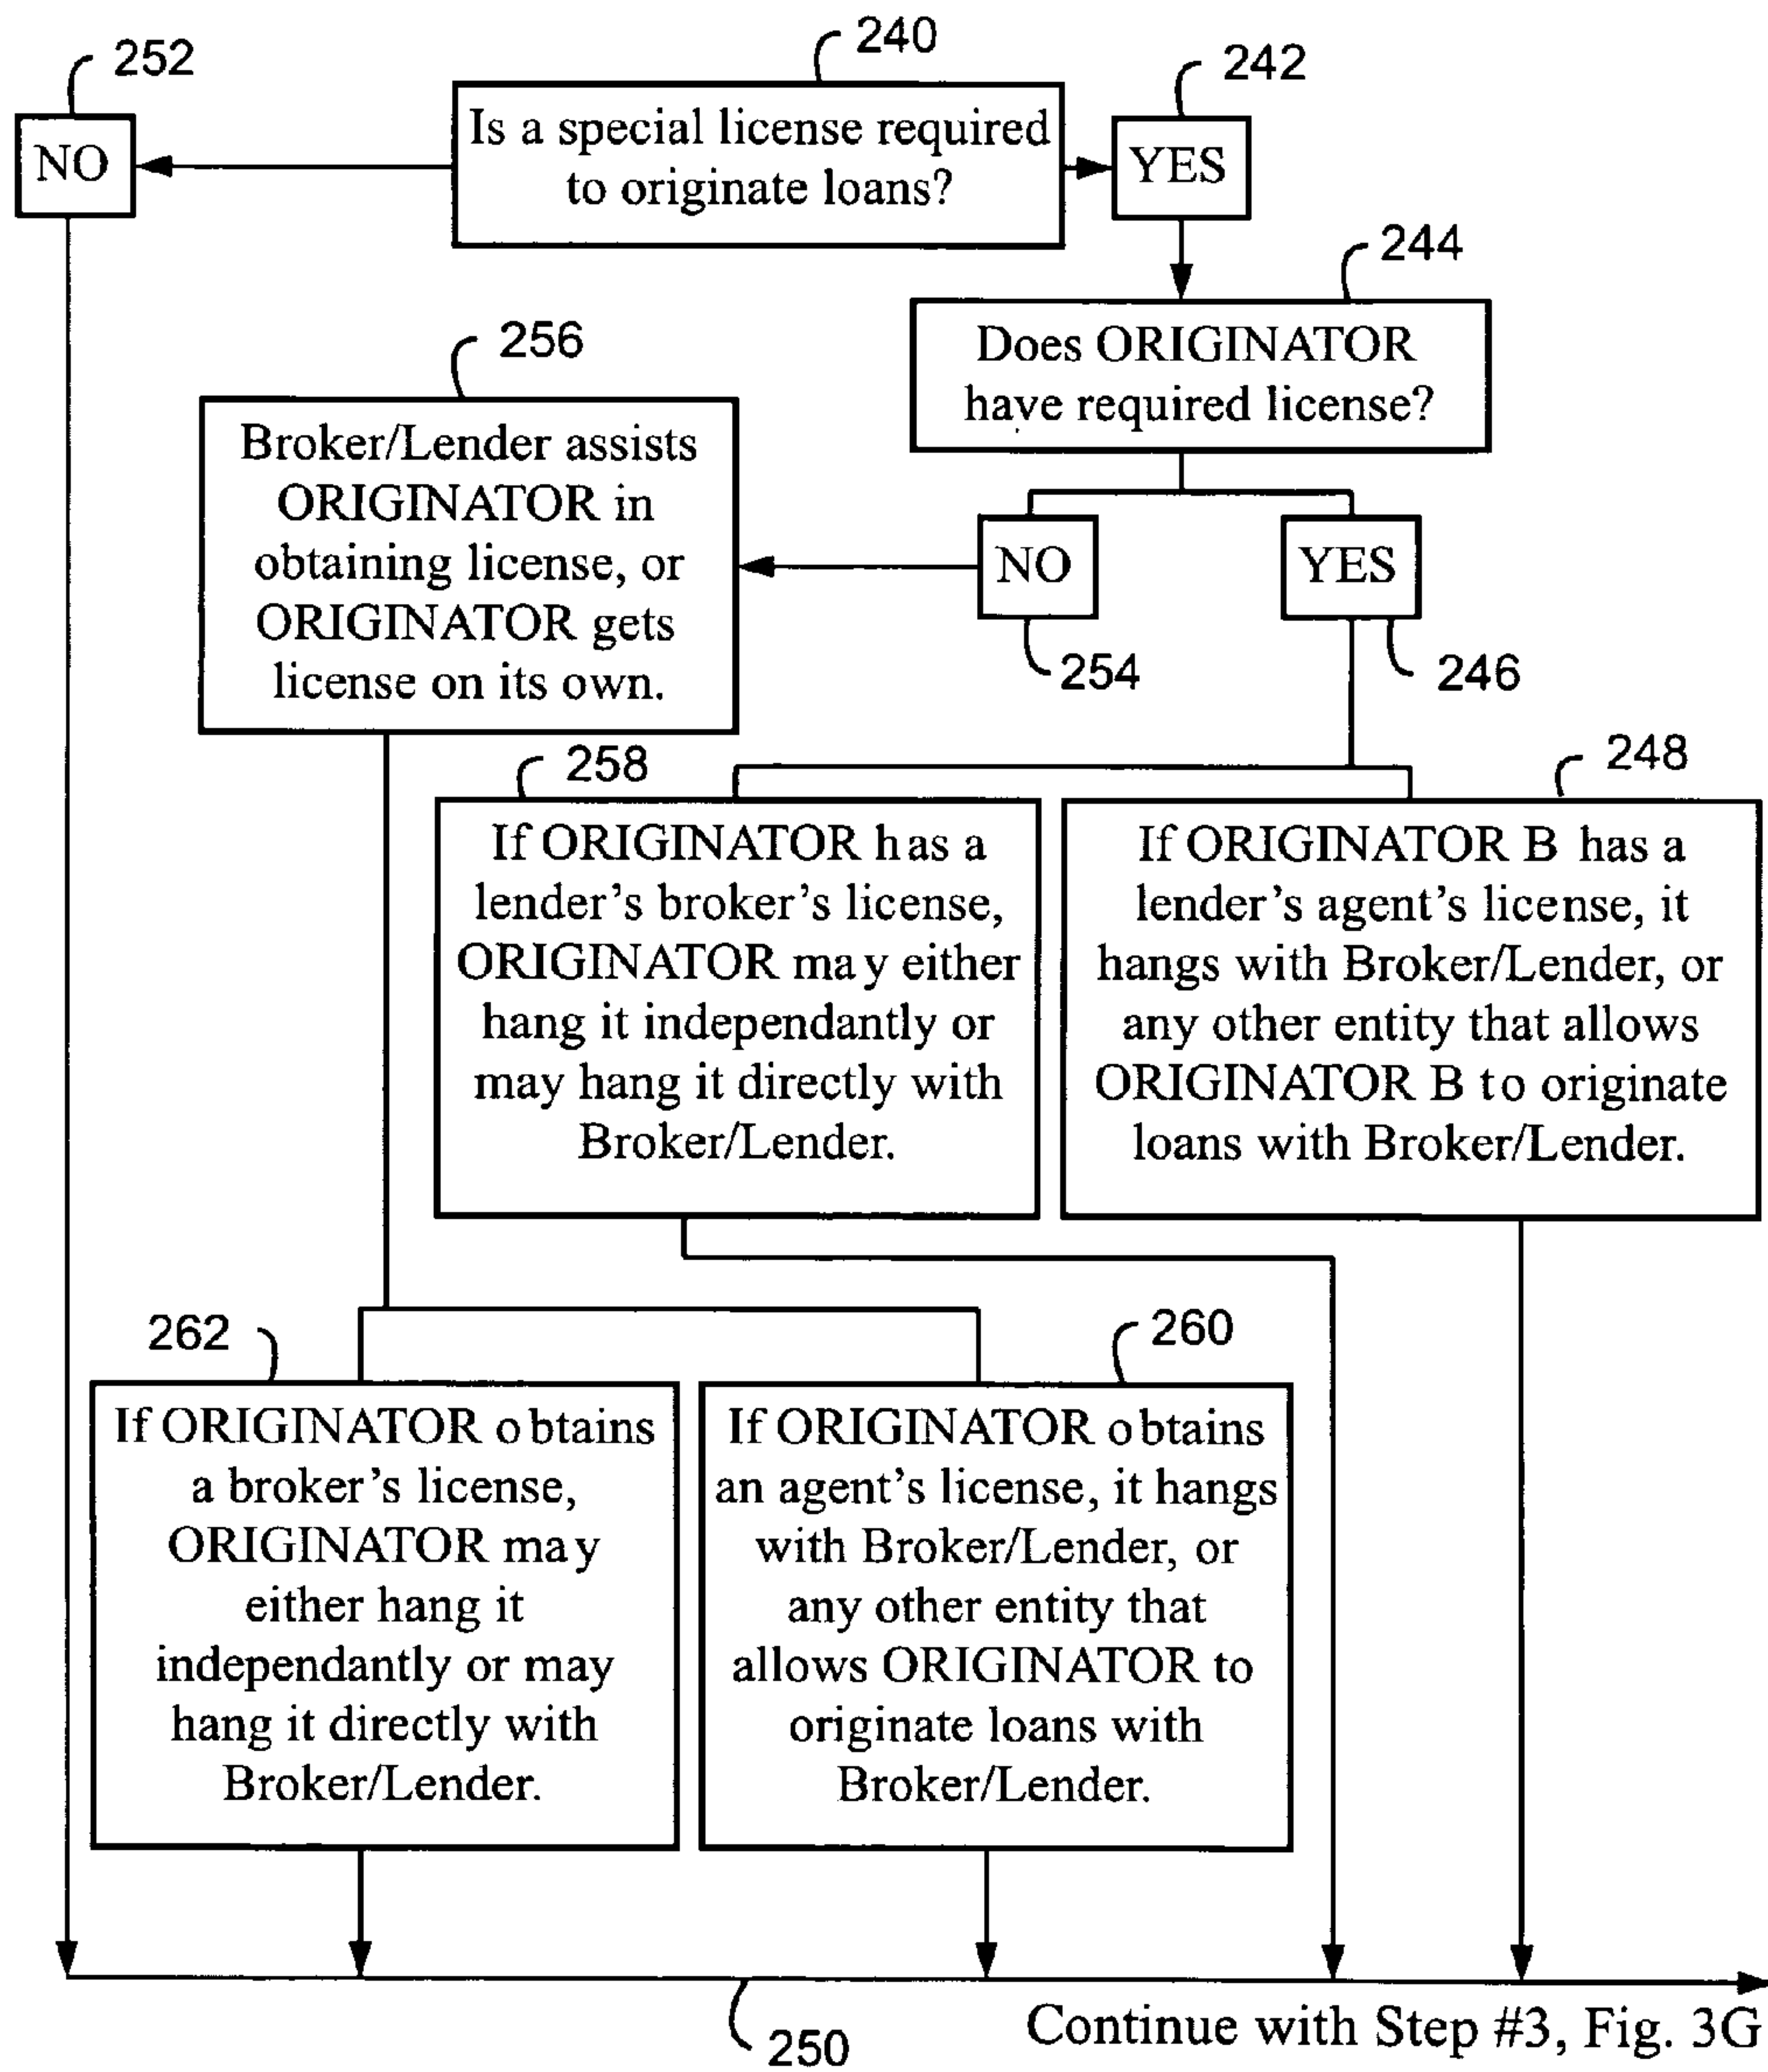 240
252
242
Is a special license required
to originate loans?
NO
YES
244
Does ORIGINATOR
have required license?
256
Broker/Lender assists
ORIGINATOR in
obtaining license, or
ORIGINATOR gets
license on its own.
NO
YES
254
246
258
If ORIGINATOR has a
lender's broker's license,
ORIGINATOR may either
hang it independantly or
may hang it directly with
Broker/Lender.
248
If ORIGINATOR B has a
lender's agent's license, it
hangs with Broker/Lender, or
any other entity that allows
ORIGINATOR B to originate
loans with Broker/Lender.
262
If ORIGINATOR obtains
a broker's license,
ORIGINATOR may
either hang it
independantly or may
hang it directly with
Broker/Lender.
260
If ORIGINATOR obtains
an agent's license, it hangs
with Broker/Lender, or
any other entity that
allows ORIGINATOR to
originate loans with
Broker/Lender.
250
Continue with Step #3, Fig. 3G